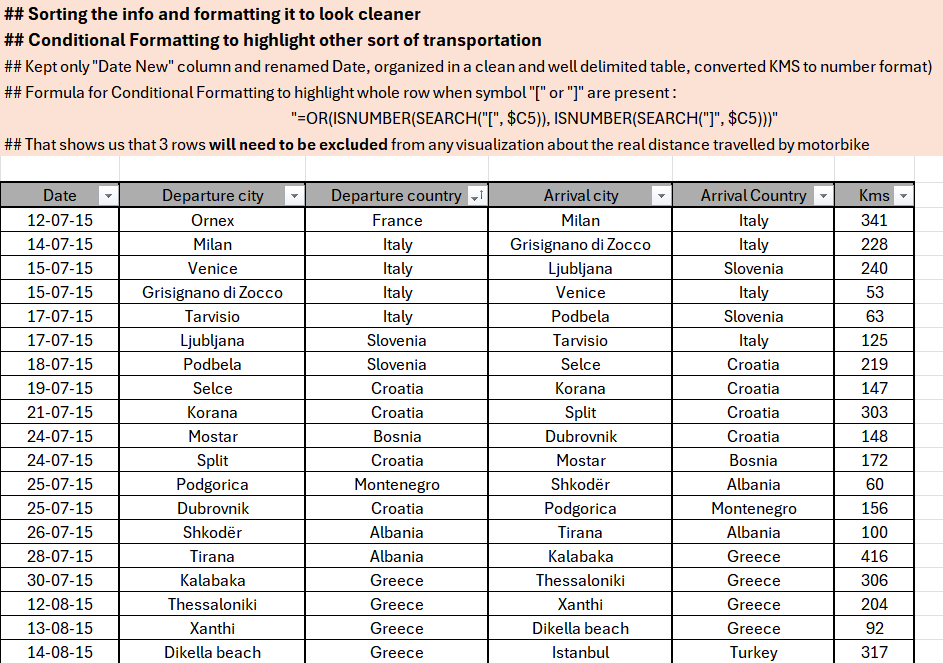 ## Sorting the info and formatting it to look cleaner
## Conditional Formatting to highlight other sort of transportation
## Kept only "Date New" column and renamed Date, organized in a clean and well delimited table, converted KMS to number format)
## Formula for Conditional Formatting to highlight whole row when symbol "[" or "]" are present :
"=OR(ISNUMBER(SEARCH("[", $C5)), ISNUMBER(SEARCH("]", $C5)))"
## That shows us that 3 rows will need to be excluded from any visualization about the real distance travelled by motorbike
Date Departure city Departure country Arrival city Arrival Country Kms
12-07-15 Ornex France Milan Italy 341
14-07-15 Milan Italy Grisignano di Zocco Italy 228
15-07-15 Venice Italy Ljubljana Slovenia 240
15-07-15 Grisignano di Zocco Italy Venice Italy 53
17-07-15 Tarvisio Italy Podbela Slovenia 63
17-07-15 Ljubljana Slovenia Tarvisio Italy 125
18-07-15 Podbela Slovenia Selce Croatia 219
19-07-15 Selce Croatia Korana Croatia 147
21-07-15 Korana Croatia Split Croatia 303
24-07-15 Mostar Bosnia Dubrovnik Croatia 148
24-07-15 Split Croatia Mostar Bosnia 172
25-07-15 Podgorica Montenegro Shkodër Albania 60
25-07-15 Dubrovnik Croatia Podgorica Montenegro 156
26-07-15 Shkodër Albania Tirana Albania 100
28-07-15 Tirana Albania Kalabaka Greece 416
30-07-15 Kalabaka Greece Thessaloniki Greece 306
12-08-15 Thessaloniki Greece Xanthi Greece 204
13-08-15 Xanthi Greece Dikella beach Greece 92
14-08-15 Dikella beach Greece Istanbul Turkey 317